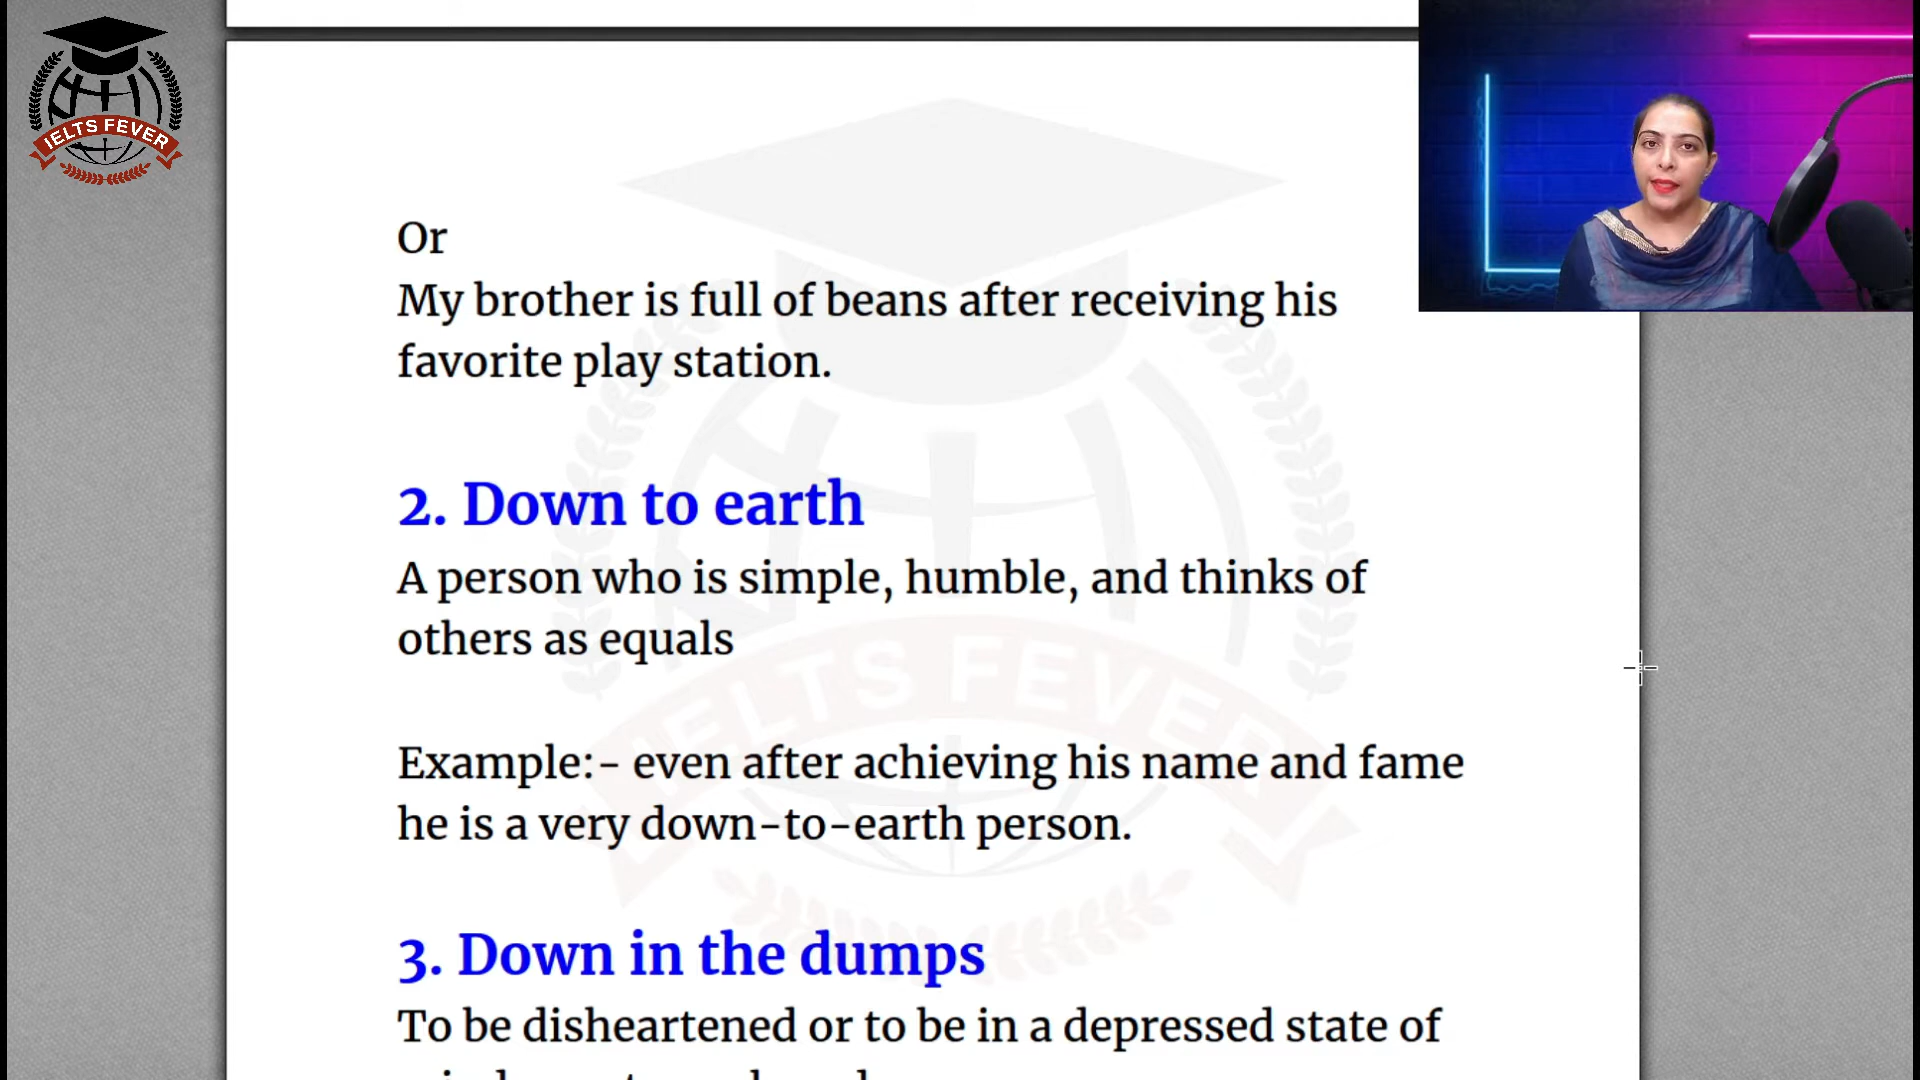 IELTS FEVER
Or
My brother is full of beans after receiving his
favorite play station.
2. Down to earth
A person who is simple, humble, and thinks of
others as equals
IELTS FEVER
Example:- even after achieving his name and fame
he is a very down-to-earth person.
3. Down in the dumps
To be disheartened or to be in a depressed state of